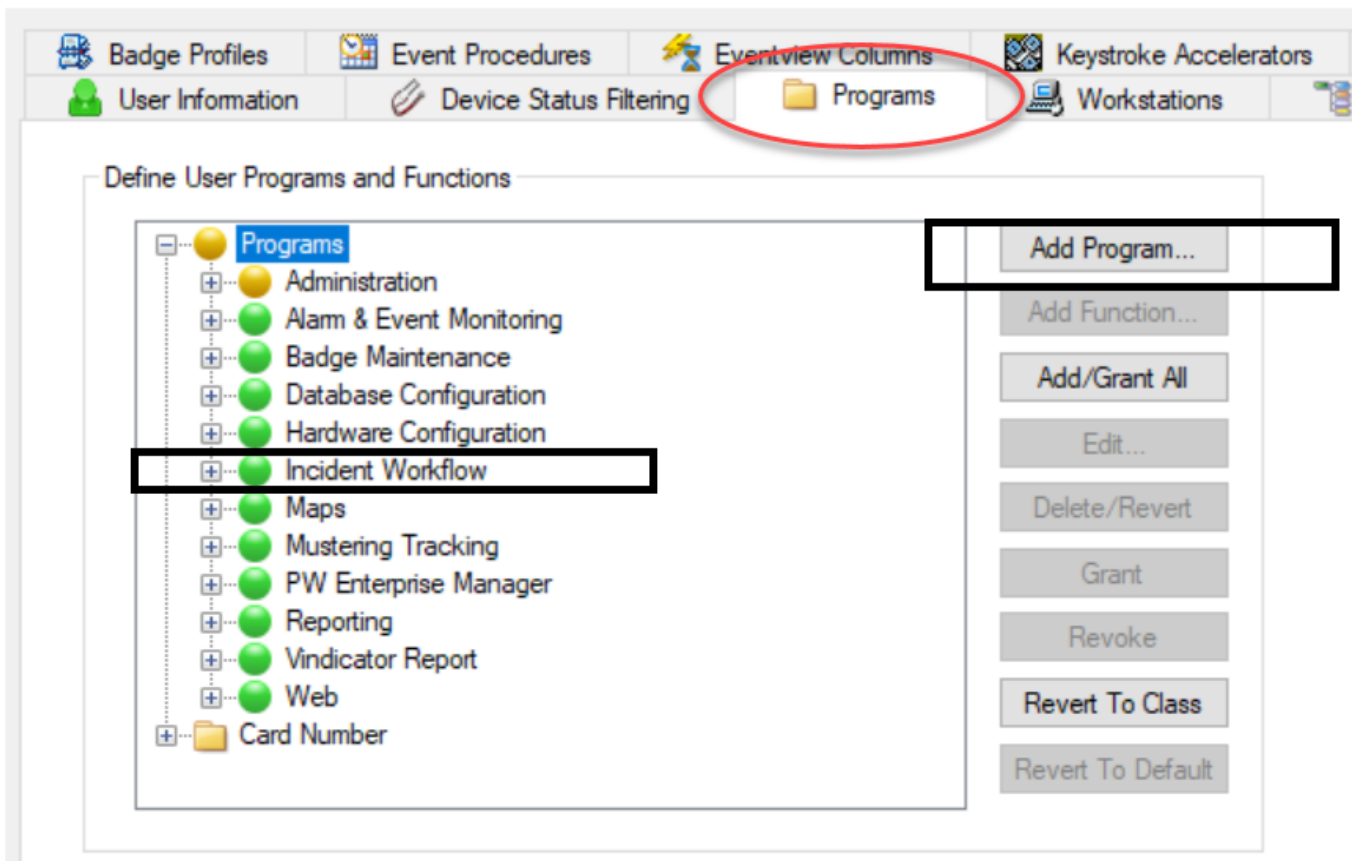 Badge Profiles Event Procedures Eventview Columns Keystroke Accelerators
User Information Device Status Filtering Programs Workstations
Define User Programs and Functions
Programs
Administration
Alarm & Event Monitoring
Badge Maintenance
Database Configuration
Hardware Configuration
Incident Workflow
Maps
Mustering Tracking
PW Enterprise Manager
Reporting
Vindicator Report
Web
Card Number
Add Program...
Add Function...
Add/Grant All
Edit...
Delete/Revert
Grant
Revoke
Revert To Class
Revert To Default